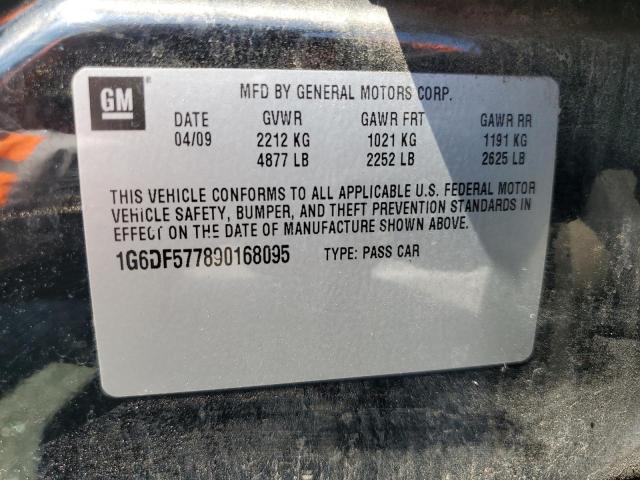 GM
®
MFD BY GENERAL MOTORS CORP.
DATE GVWR GAWR FRT GAWR RR
04/09 2212 KG 1021 KG 1191 KG
4877 LB 2252 LB 2625 LB
THIS VEHICLE CONFORMS TO ALL APPLICABLE U.S. FEDERAL MOTOR
VEHICLE SAFETY, BUMPER, AND THEFT PREVENTION STANDARDS IN
EFFECT ON THE DATE OF MANUFACTURE SHOWN ABOVE.
1G6DF577890168095 TYPE: PASS CAR